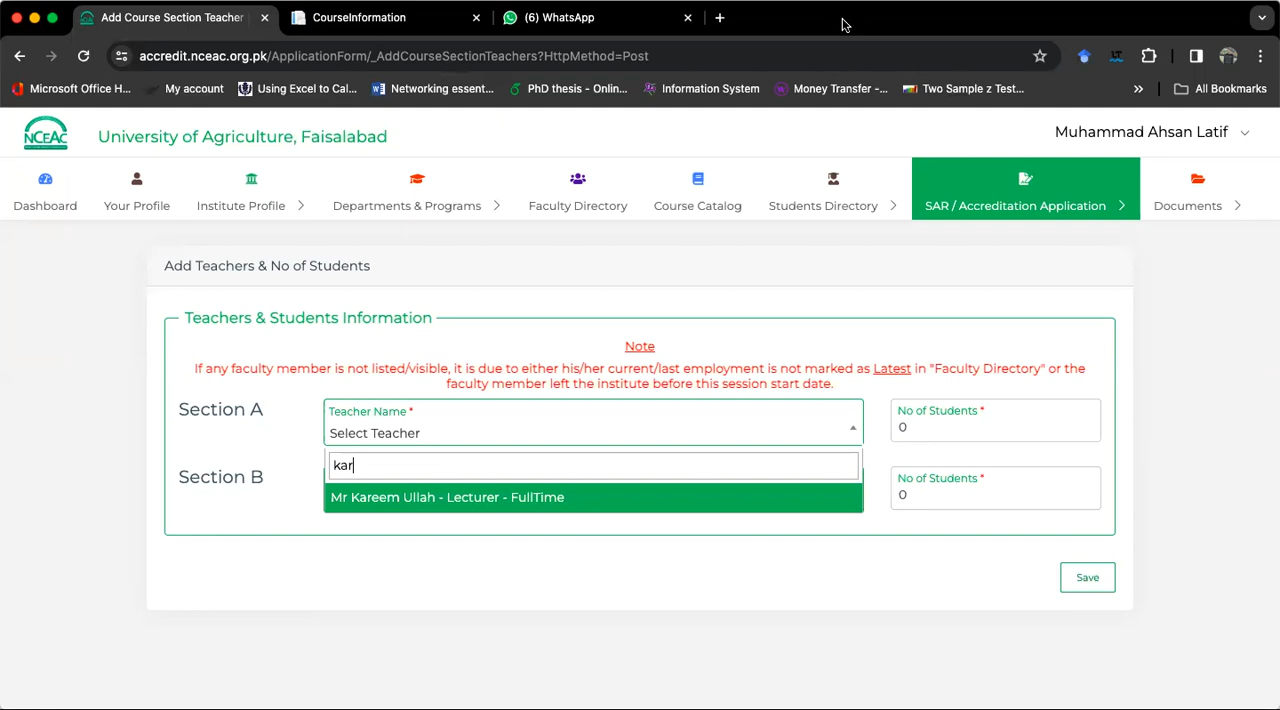 Add Course Section Teacher
CourseInformation
(6) WhatsApp
accredit.nceac.org.pk/ApplicationForm/_AddCourseSectionTeachers?HttpMethod=Post
Microsoft Office H... My account Using Excel to Cal... Networking essent... PhD thesis - Onlin... Information System Money Transfer -... Two Sample z Test... » All Bookmarks
NCEAC
University of Agriculture, Faisalabad
Muhammad Ahsan Latif
Dashboard Your Profile Institute Profile Departments & Programs Faculty Directory Course Catalog Students Directory SAR / Accreditation Application Documents
Add Teachers & No of Students
Teachers & Students Information
Note
If any faculty member is not listed/visible, it is due to either his/her current/last employment is not marked as Latest in "Faculty Directory" or the
faculty member left the institute before this session start date.
Section A
Teacher Name *
Select Teacher
No of Students *
0
kar
Mr Kareem Ullah - Lecturer - FullTime
Section B
No of Students *
0
Save